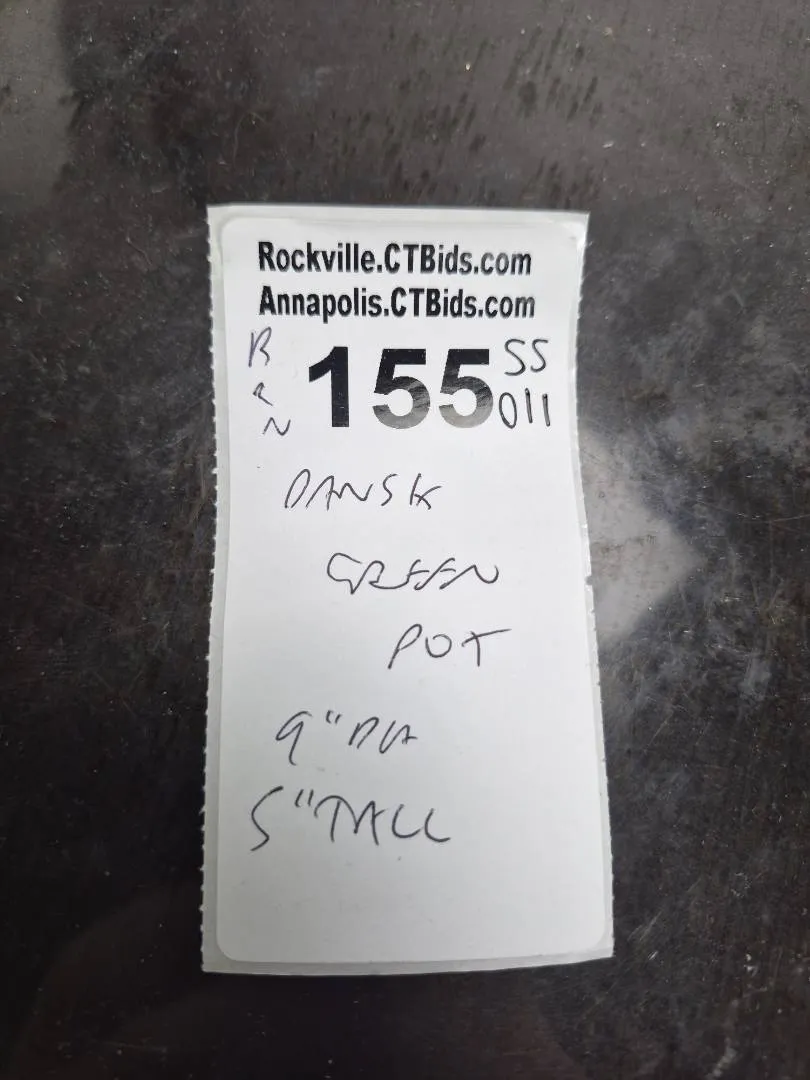 Rockville.CTBids.com
Annapolis.CTBids.com
155 SS
011
DANSK
GREEN
POT
9" DIA
5" TALL